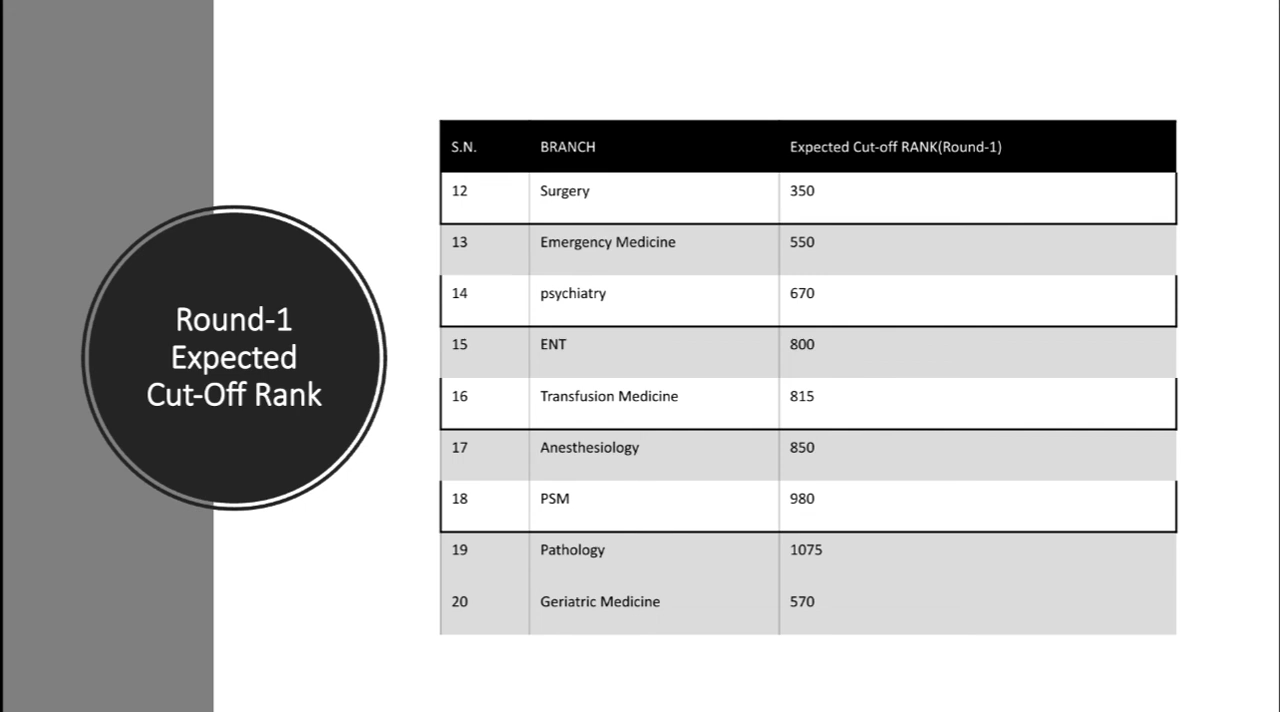 Round-1
Expected
Cut-Off Rank
S.N. BRANCH Expected Cut-off RANK(Round-1)
12 Surgery 350
13 Emergency Medicine 550
14 psychiatry 670
15 ENT 800
16 Transfusion Medicine 815
17 Anesthesiology 850
18 PSM 980
19 Pathology 1075
20 Geriatric Medicine 570